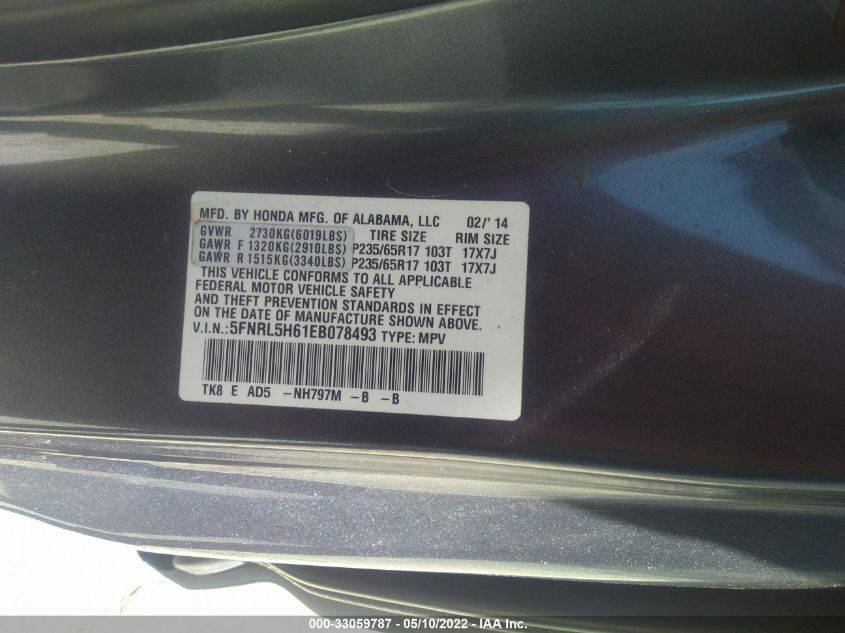 MFD. BY HONDA MFG. OF ALABAMA, LLC 02/' 14
GVWR 2730KG(6019LBS) TIRE SIZE RIM SIZE
GAWR F 1320KG(2910LBS) P235/65R17 103T 17X7J
GAWR R 1515KG(3340LBS) P235/65R17 103T 17X7J
THIS VEHICLE CONFORMS TO ALL APPLICABLE
FEDERAL MOTOR VEHICLE SAFETY
AND THEFT PREVENTION STANDARDS IN EFFECT
ON THE DATE OF MANUFACTURE SHOWN ABOVE.
V.I.N.:5FNRL5H61EB078493 TYPE: MPV
TK8 E AD5 -NH797M -B -B
000-33059787 - 05/10/2022 - IAA Inc.